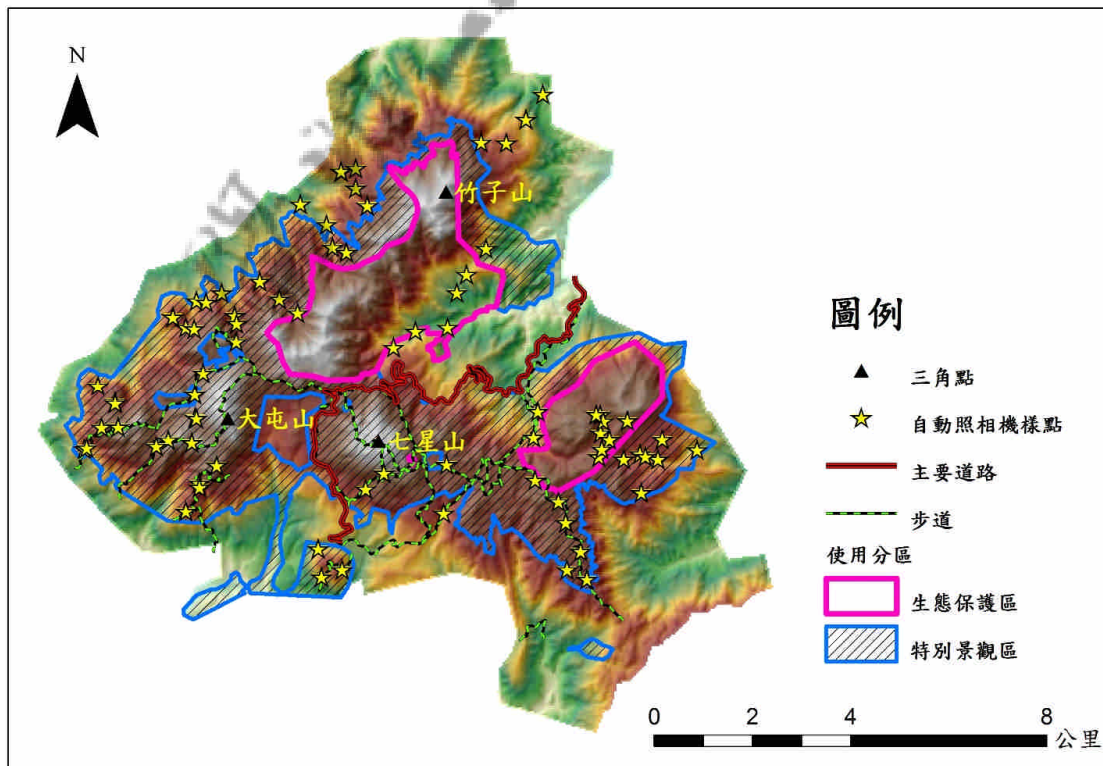 N
竹子山
大屯山
七星山
圖例
三角點
自動照相機樣點
主要道路
步道
使用分區
生態保護區
特別景觀區
0 2 4 8
公里